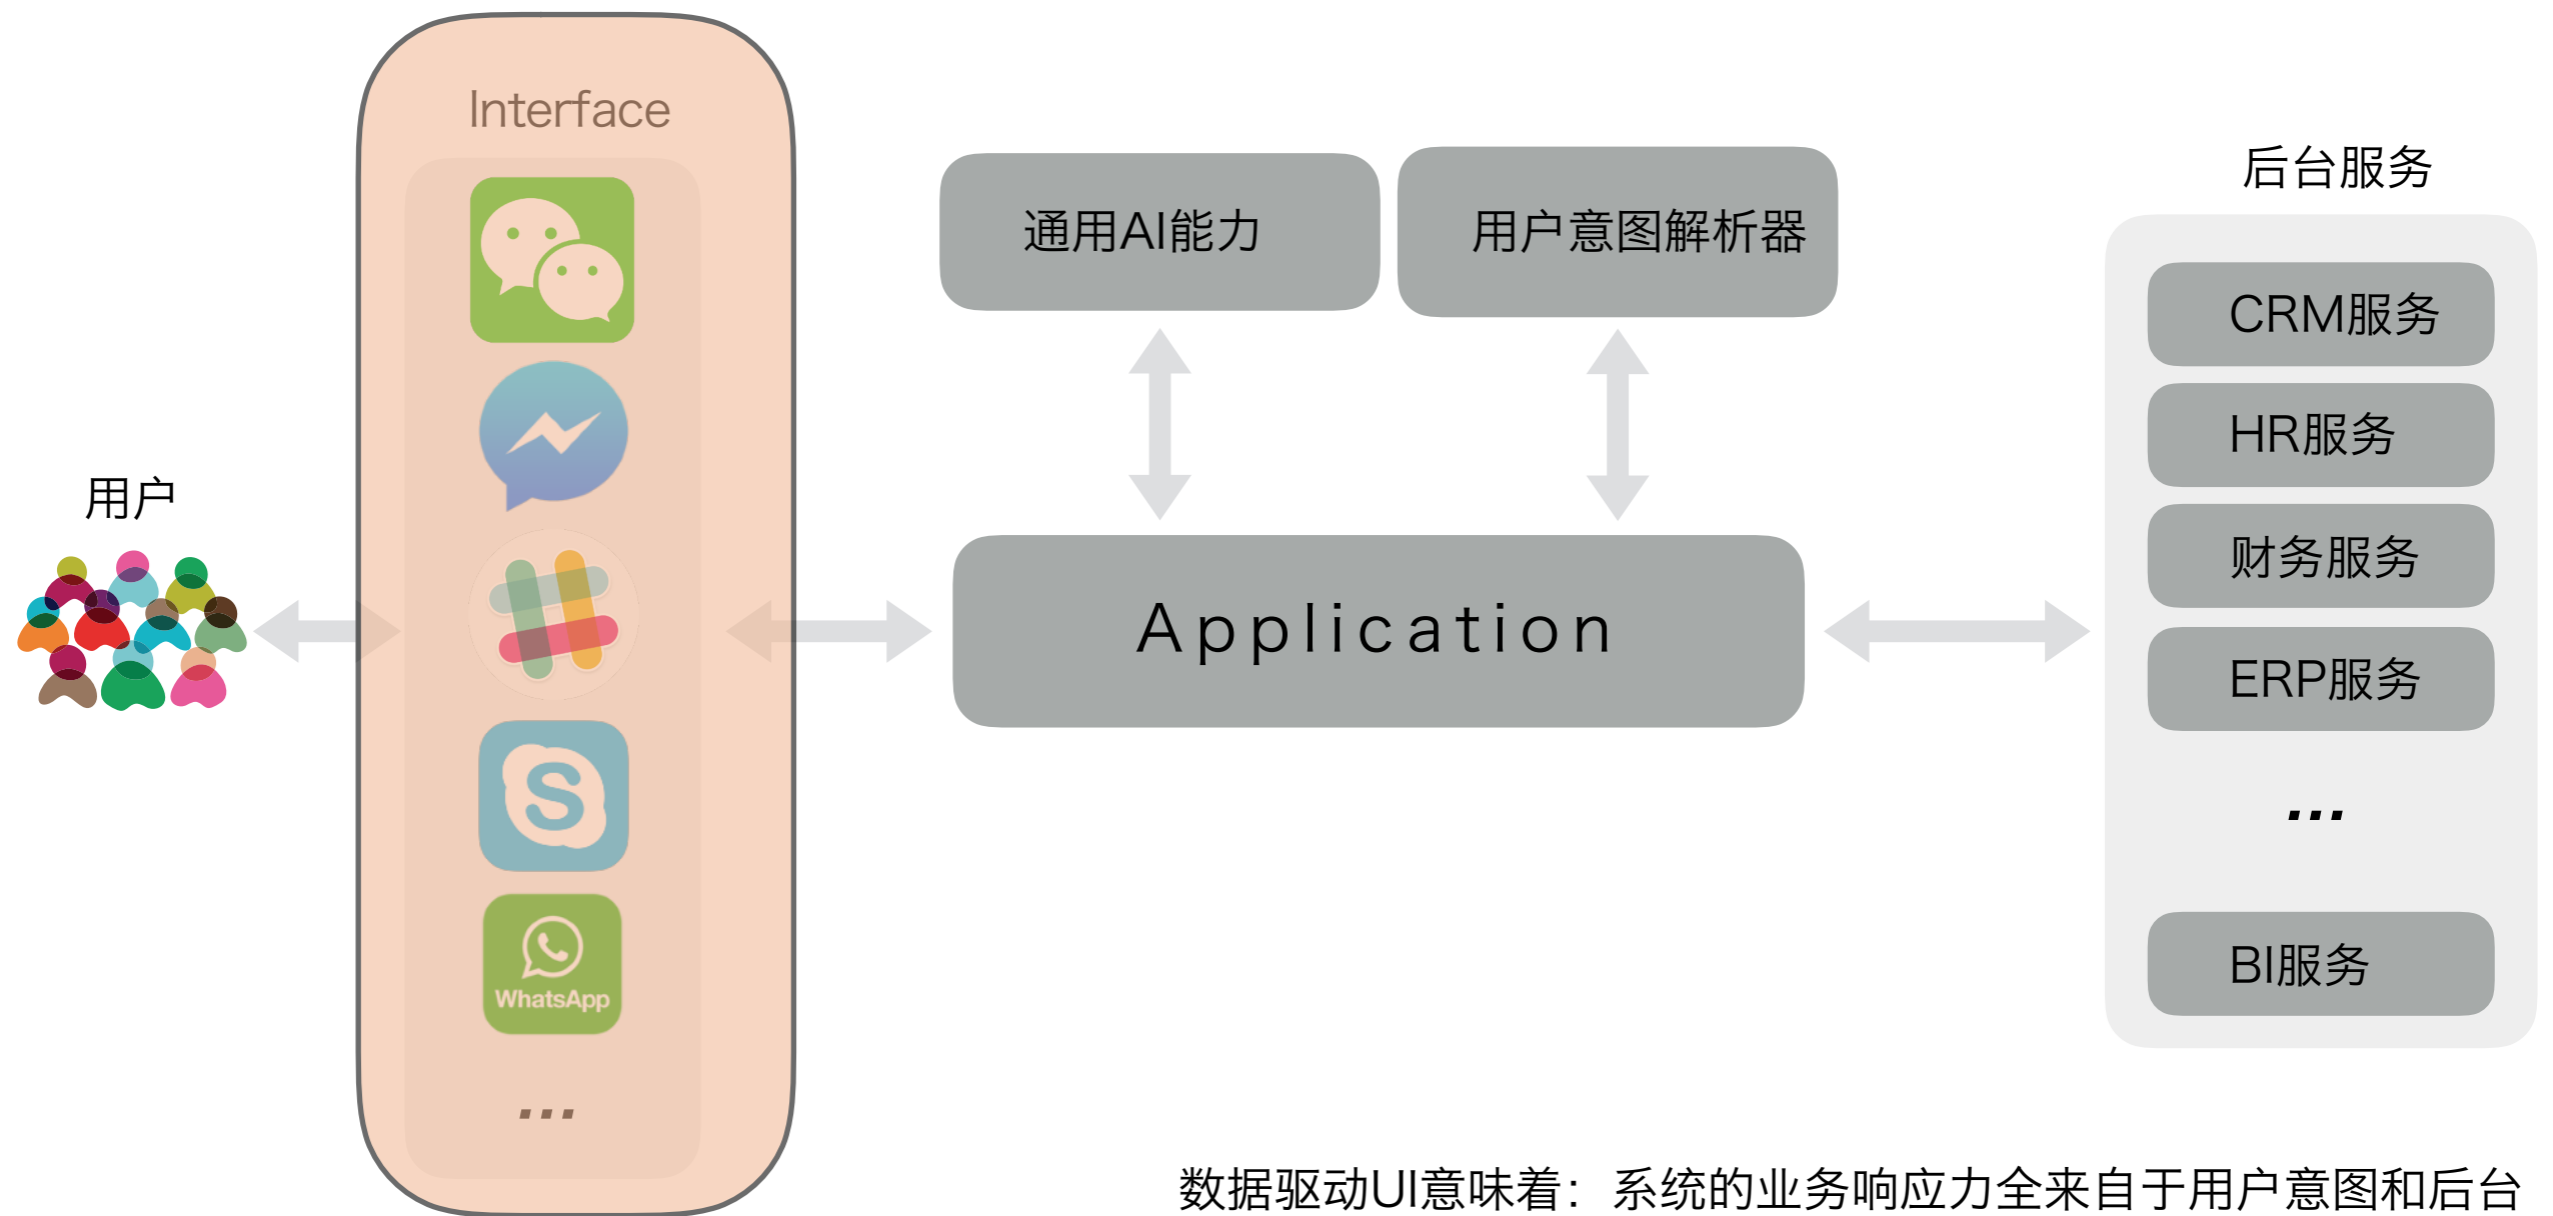 Interface
WhatsApp
...
用户
通用AI能力
用户意图解析器
Application
后台服务
CRM服务
HR服务
财务服务
ERP服务
...
BI服务
数据驱动UI意味着：系统的业务响应力全来自于用户意图和后台